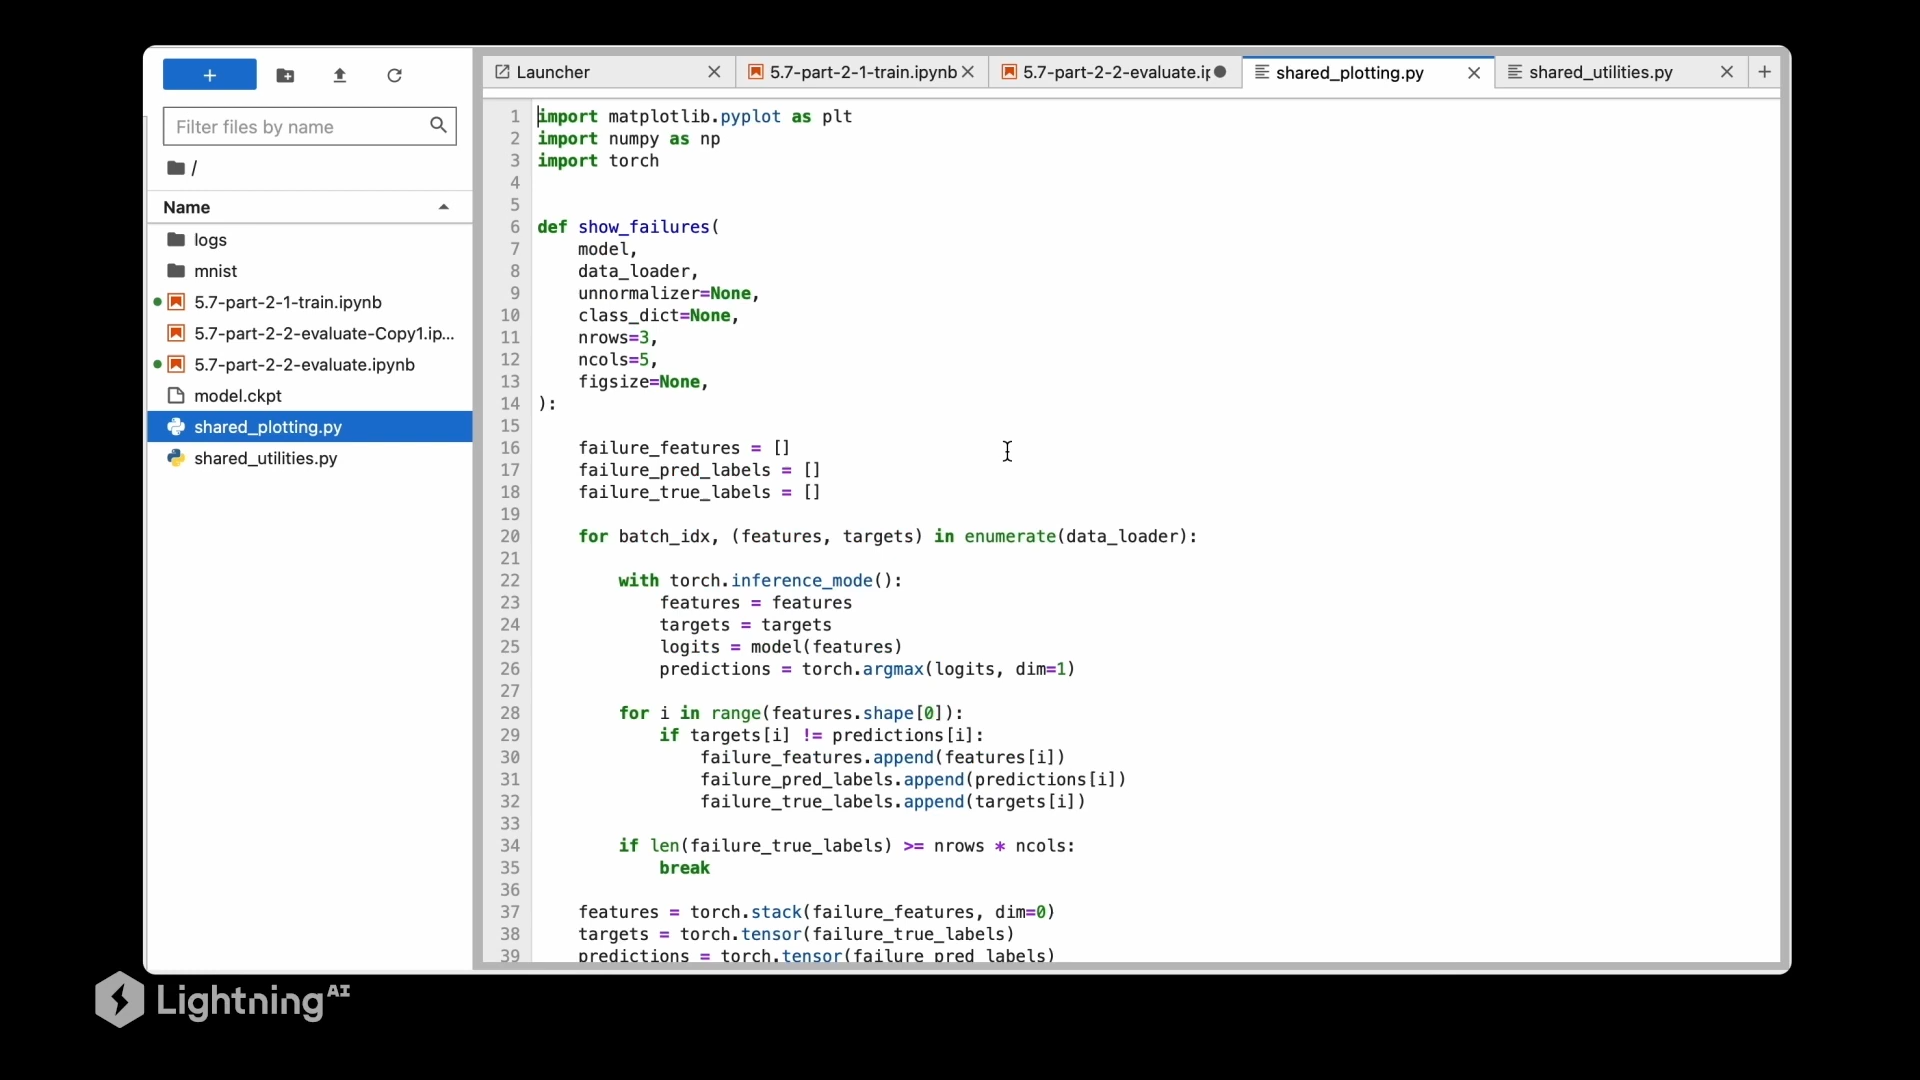 Launcher
5.7-part-2-1-train.ipynb
5.7-part-2-2-evaluate.ip
shared_plotting.py
shared_utilities.py
Filter files by name
/
Name
logs
mnist
5.7-part-2-1-train.ipynb
5.7-part-2-2-evaluate-Copy1.ip...
5.7-part-2-2-evaluate.ipynb
model.ckpt
shared_plotting.py
shared_utilities.py
1 import matplotlib.pyplot as plt
2 import numpy as np
3 import torch
4
5
6 def show_failures(
7     model,
8     data_loader,
9     unnormalizer=None,
10     class_dict=None,
11     nrows=3,
12     ncols=5,
13     figsize=None,
14 ):
15
16     failure_features = []
17     failure_pred_labels = []
18     failure_true_labels = []
19
20     for batch_idx, (features, targets) in enumerate(data_loader):
21
22         with torch.inference_mode():
23             features = features
24             targets = targets
25             logits = model(features)
26             predictions = torch.argmax(logits, dim=1)
27
28         for i in range(features.shape[0]):
29             if targets[i] != predictions[i]:
30                 failure_features.append(features[i])
31                 failure_pred_labels.append(predictions[i])
32                 failure_true_labels.append(targets[i])
33
34         if len(failure_true_labels) >= nrows * ncols:
35             break
36
37     features = torch.stack(failure_features, dim=0)
38     targets = torch.tensor(failure_true_labels)
39     predictions = torch.tensor(failure_pred_labels)
Lightning AI